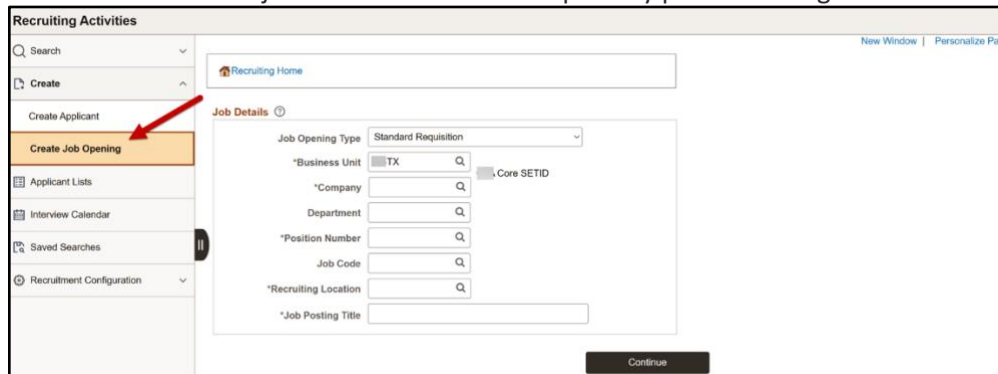 Recruiting Activities
New Window | Personalize Pa
Search
Recruiting Home
Create
Create Applicant
Job Details
Job Opening Type Standard Requisition
Create Job Opening
*Business Unit TX
Core SETID
Applicant Lists
*Company
Interview Calendar
Department
*Position Number
Saved Searches
Job Code
Recruitment Configuration
*Recruiting Location
*Job Posting Title
Continue